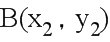 B(x₂, y₂)